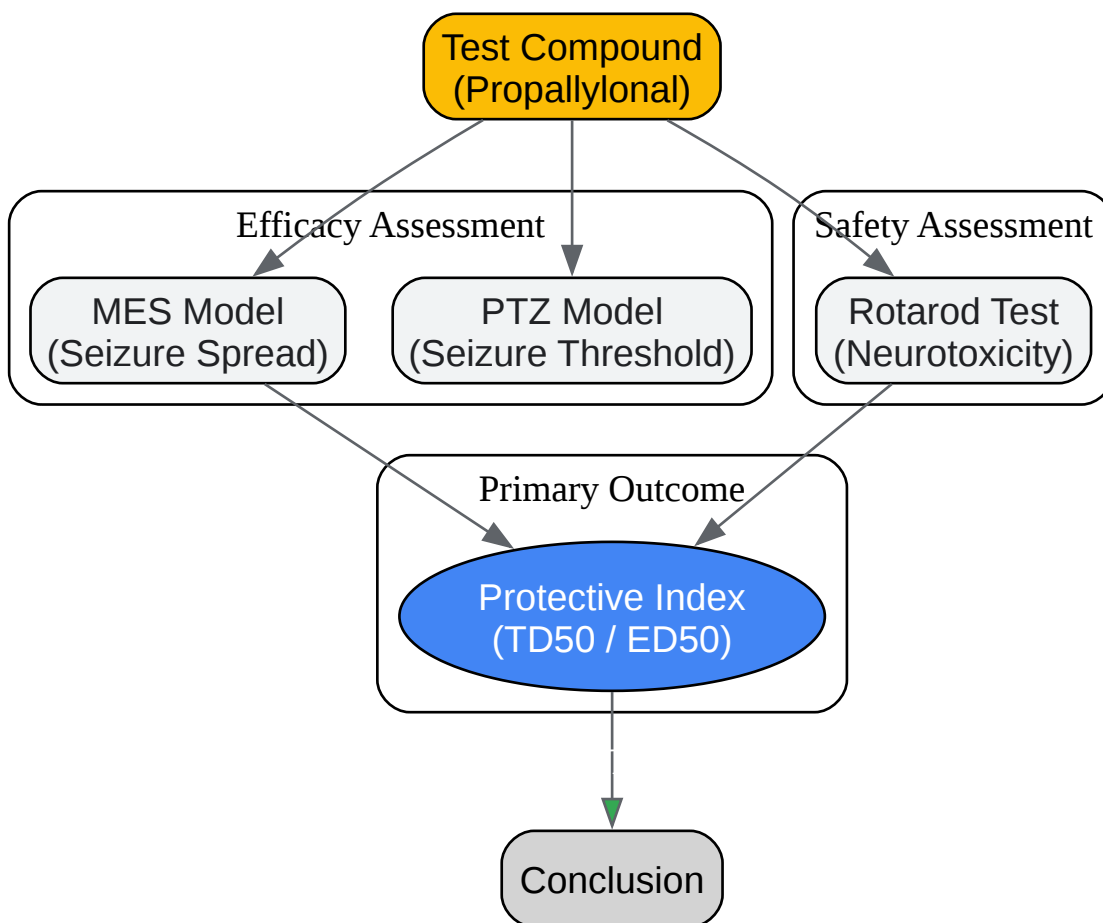 Test Compound
(Propallylonal)
Efficacy Assessment
Safety Assessment
MES Model
(Seizure Spread)
PTZ Model
(Seizure Threshold)
Rotarod Test
(Neurotoxicity)
Primary Outcome
Protective Index
(TD50 / ED50)
Conclusion